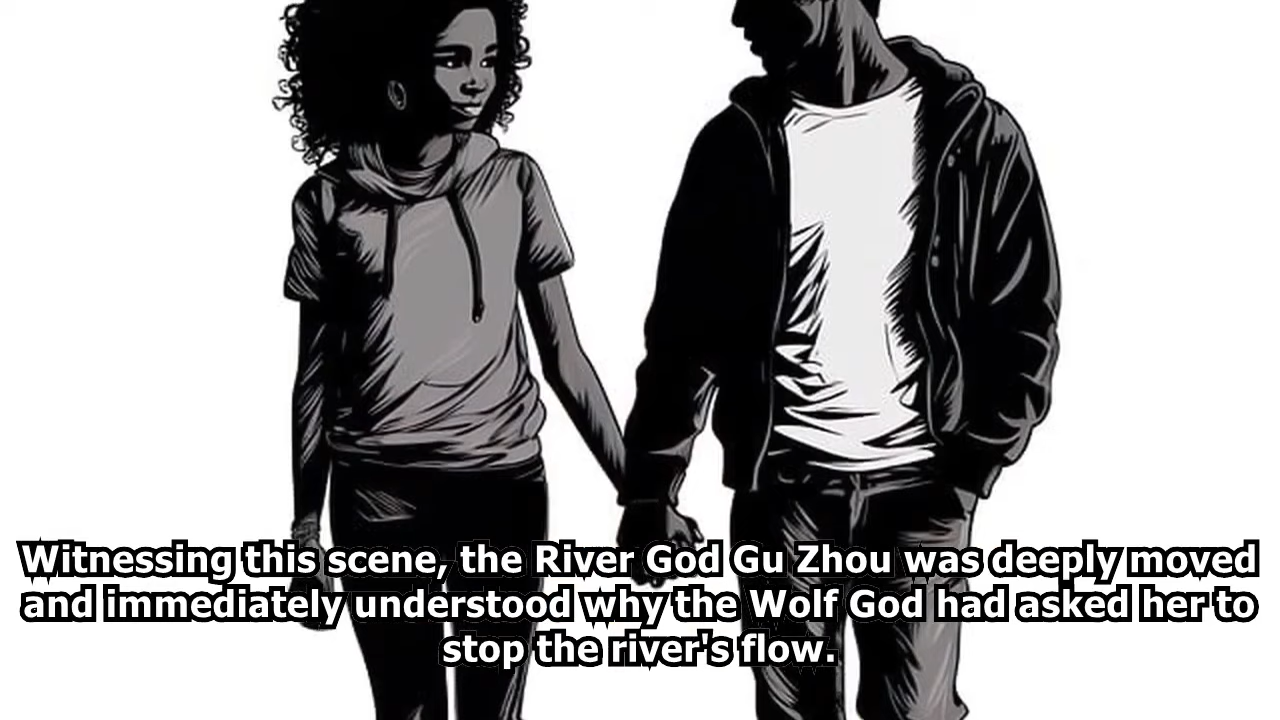 Witnessing this scene, the River God Gu Zhou was deeply moved
and immediately understood why the Wolf God had asked her to
stop the river's flow.